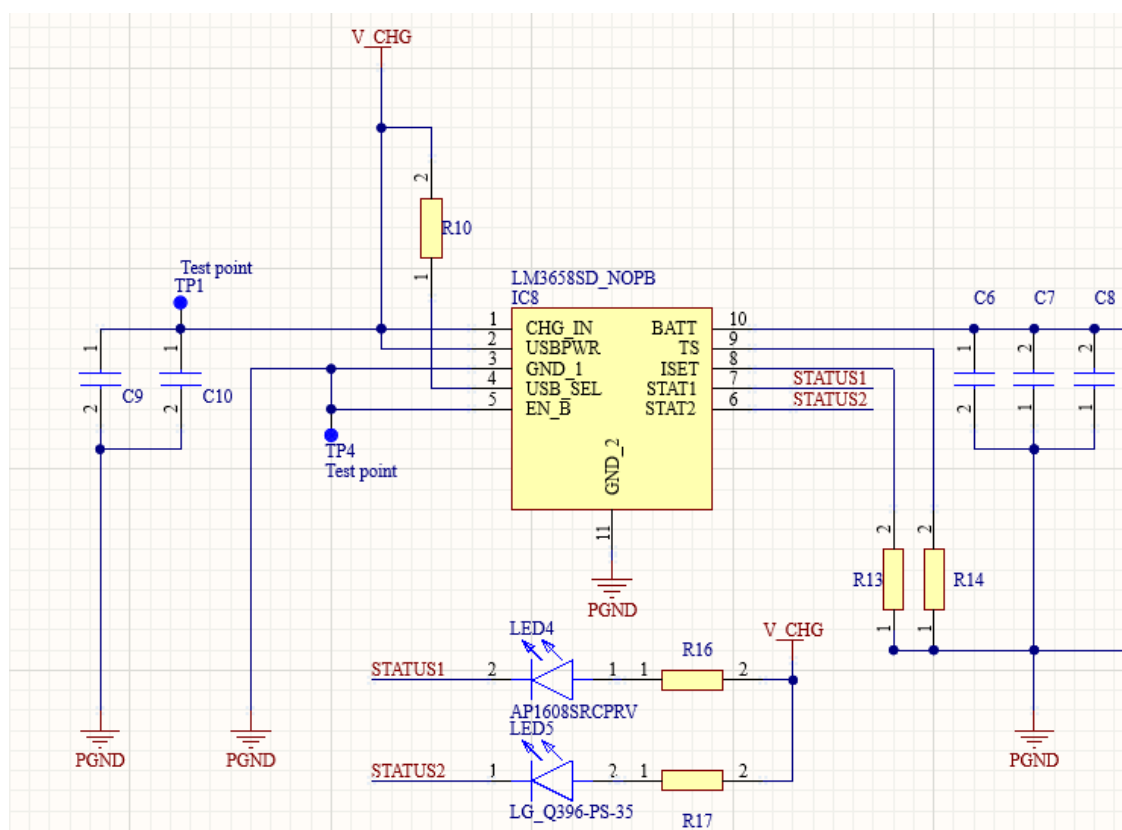 V_CHG
2
R10
1
Test point
TP1
LM3658SD_NOPB
IC8
C6 C7 C8
1 CHG_IN BATT 10
2 USBPWR TS 9
3 GND_1 ISET 8
4 USB_SEL STAT1 7 STATUS1
5 EN_B STAT2 6 STATUS2
1 1
2 C9 2 C10
1 2 2
2 1 1
TP4
Test point
GND_2
11
PGND
2 2
R13 R14
1 1
LED4
V_CHG
STATUS1 2 1 1 R16 2
AP1608SRCPRV
LED5
STATUS2 1 2 1 2
LG_Q396-PS-35
R17
PGND PGND PGND